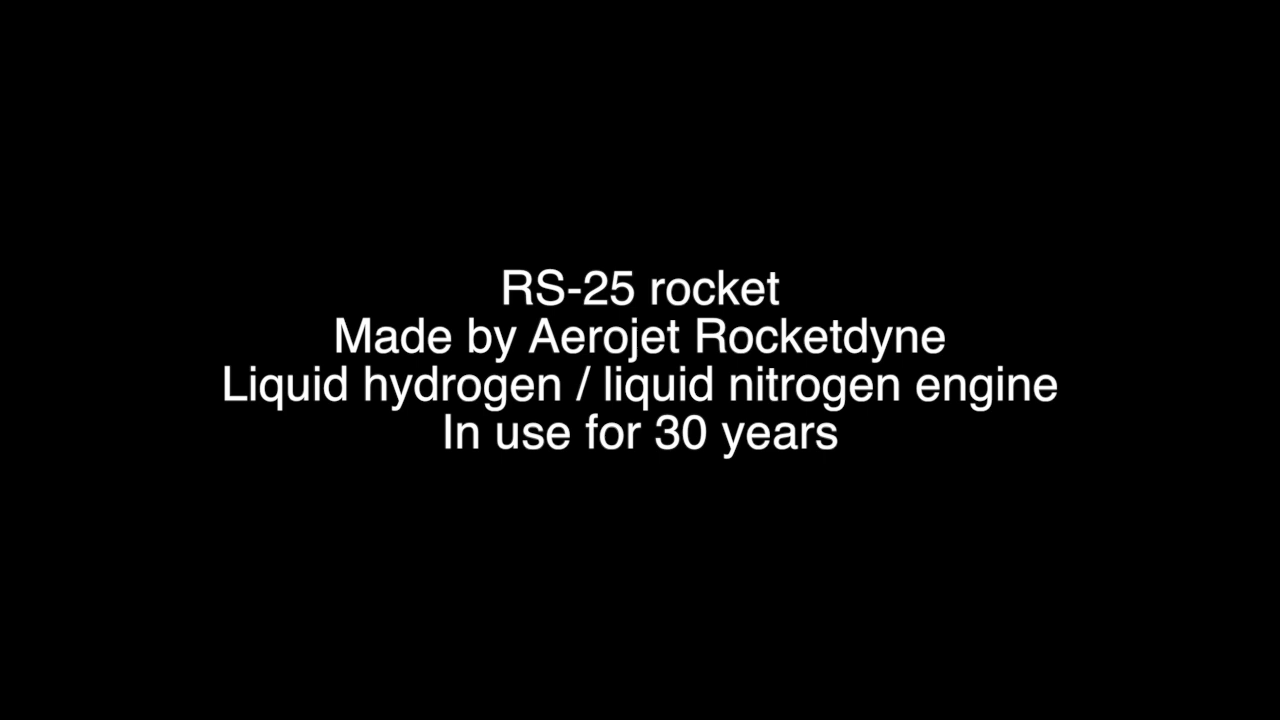 RS-25 rocket
Made by Aerojet Rocketdyne
Liquid hydrogen / liquid nitrogen engine
In use for 30 years